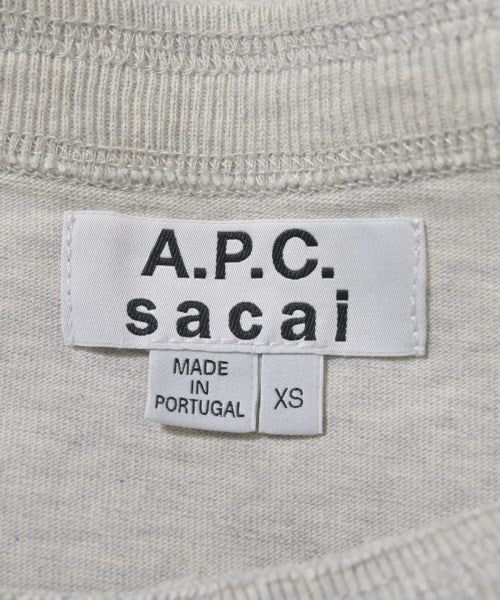 A.P.C.
sacai
MADE
IN
PORTUGAL
XS